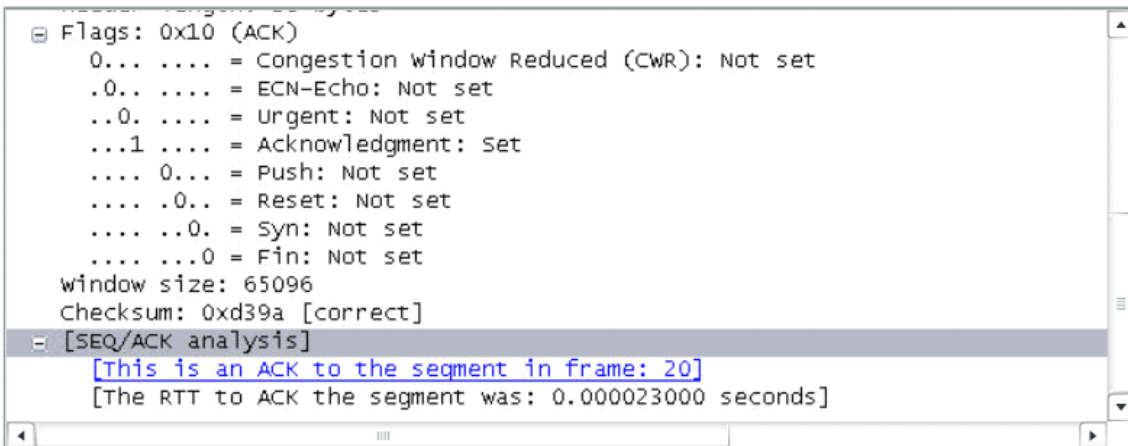 Flags: 0x10 (ACK)
0... .... = Congestion Window Reduced (CWR): Not set
.0.. .... = ECN-Echo: Not set
..0. .... = Urgent: Not set
...1 .... = Acknowledgment: Set
.... 0... = Push: Not set
.... .0.. = Reset: Not set
.... ..0. = Syn: Not set
.... ...0 = Fin: Not set
Window size: 65096
Checksum: 0xd39a [correct]
[SEQ/ACK analysis]
[This is an ACK to the segment in frame: 20]
[The RTT to ACK the segment was: 0.000023000 seconds]